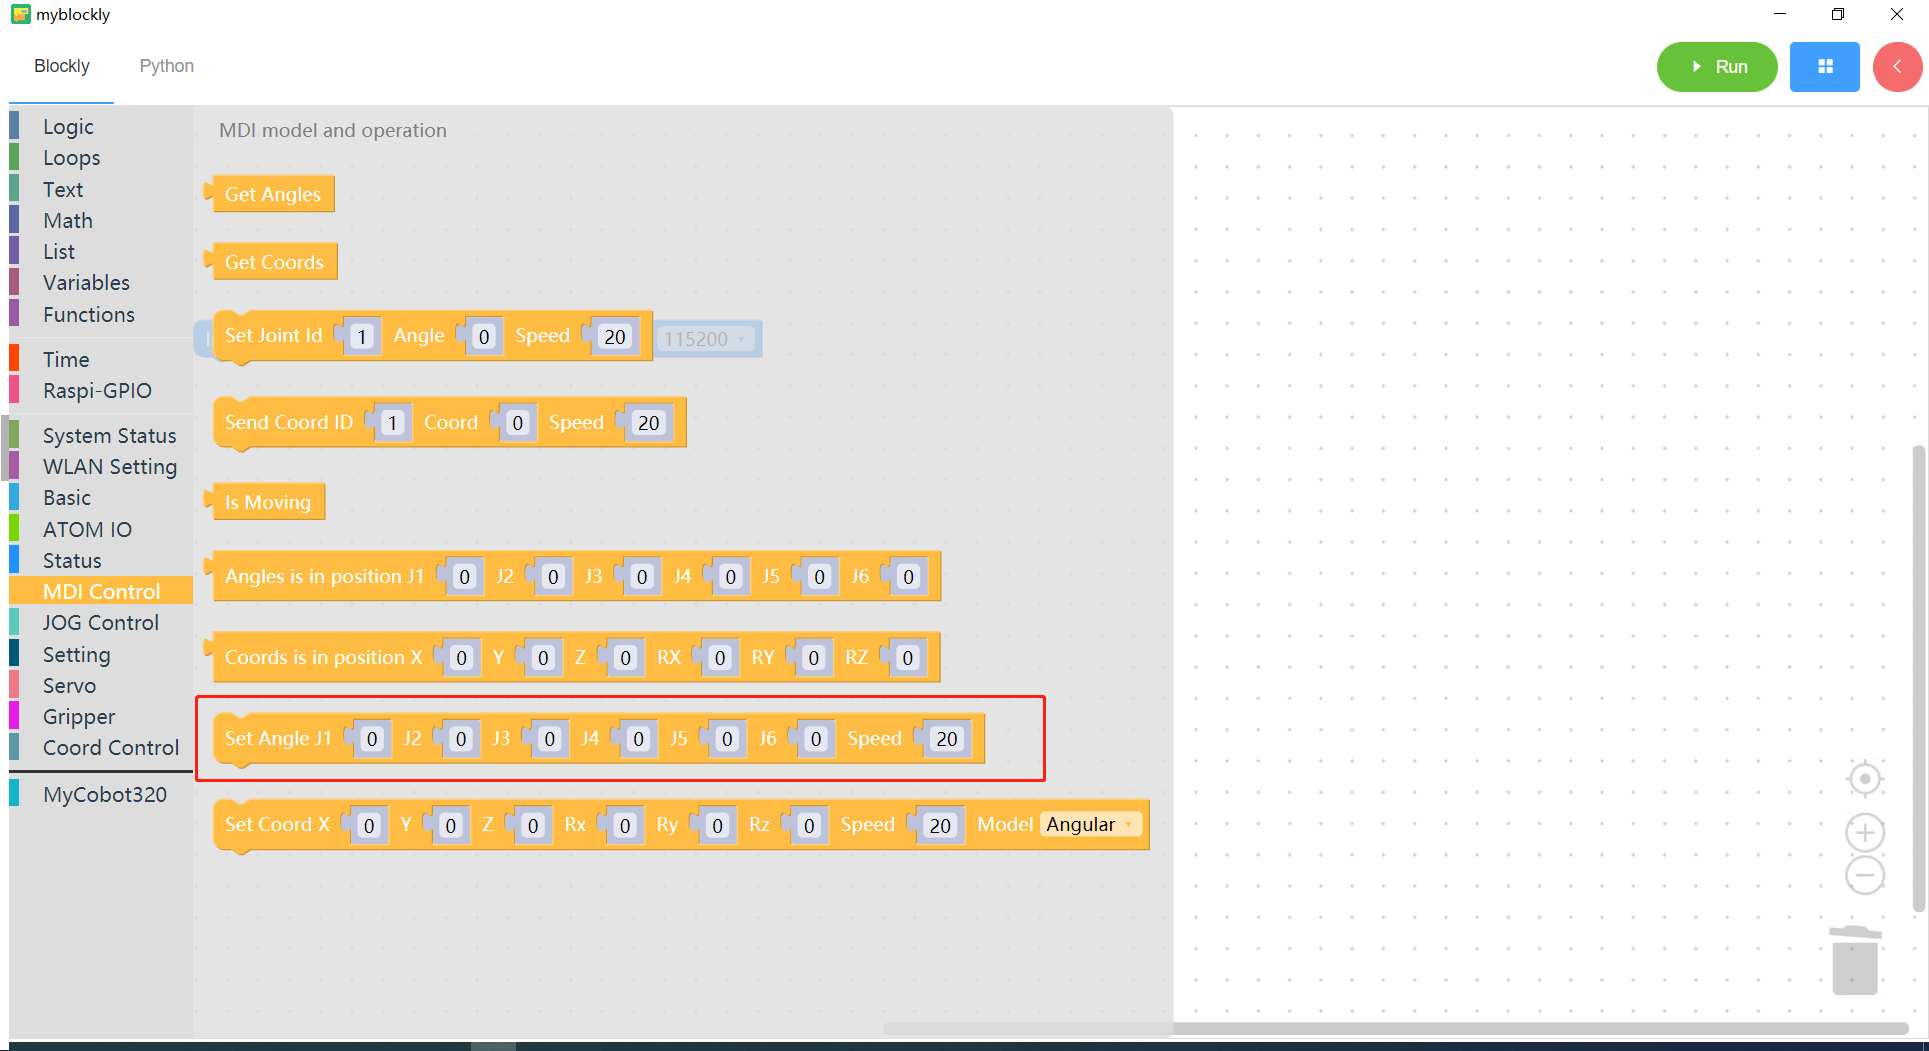 myblockly
Blockly Python
Run
Logic
Loops
Text
Math
List
Variables
Functions
Time
Raspi-GPIO
System Status
WLAN Setting
Basic
ATOM IO
Status
MDI Control
JOG Control
Setting
Servo
Gripper
Coord Control
MyCobot320
MDI model and operation
Get Angles
Get Coords
Set Joint Id 1 Angle 0 Speed 20 115200
Send Coord ID 1 Coord 0 Speed 20
Is Moving
Angles is in position J1 0 J2 0 J3 0 J4 0 J5 0 J6 0
Coords is in position X 0 Y 0 Z 0 RX 0 RY 0 RZ 0
Set Angle J1 0 J2 0 J3 0 J4 0 J5 0 J6 0 Speed 20
Set Coord X 0 Y 0 Z 0 Rx 0 Ry 0 Rz 0 Speed 20 Model Angular